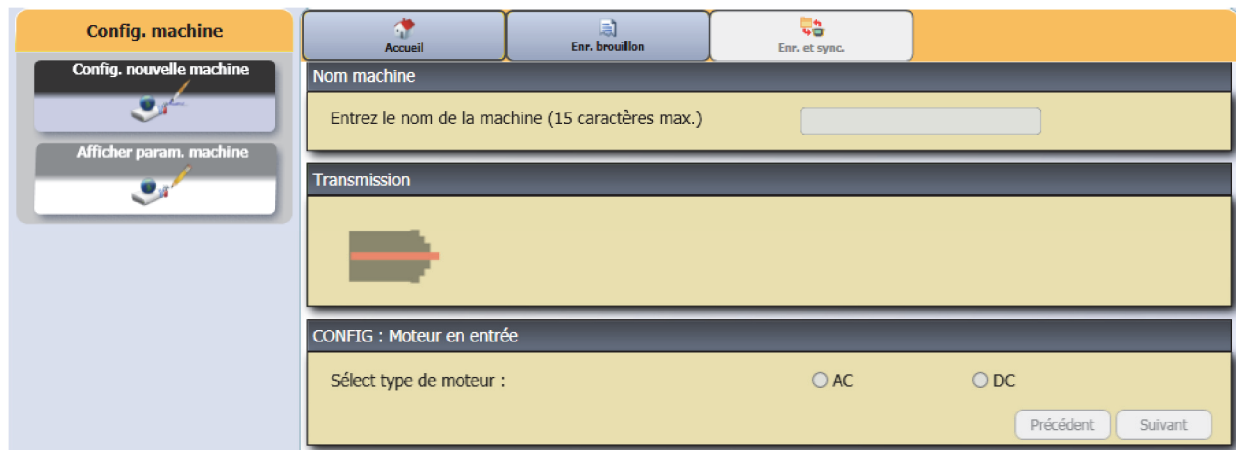 Config. machine
Accueil
Enr. brouillon
Enr. et sync.
Config. nouvelle machine
Afficher param. machine
Nom machine
Entrez le nom de la machine (15 caractères max.)
Transmission
CONFIG : Moteur en entrée
Sélect type de moteur : AC DC
Précédent Suivant